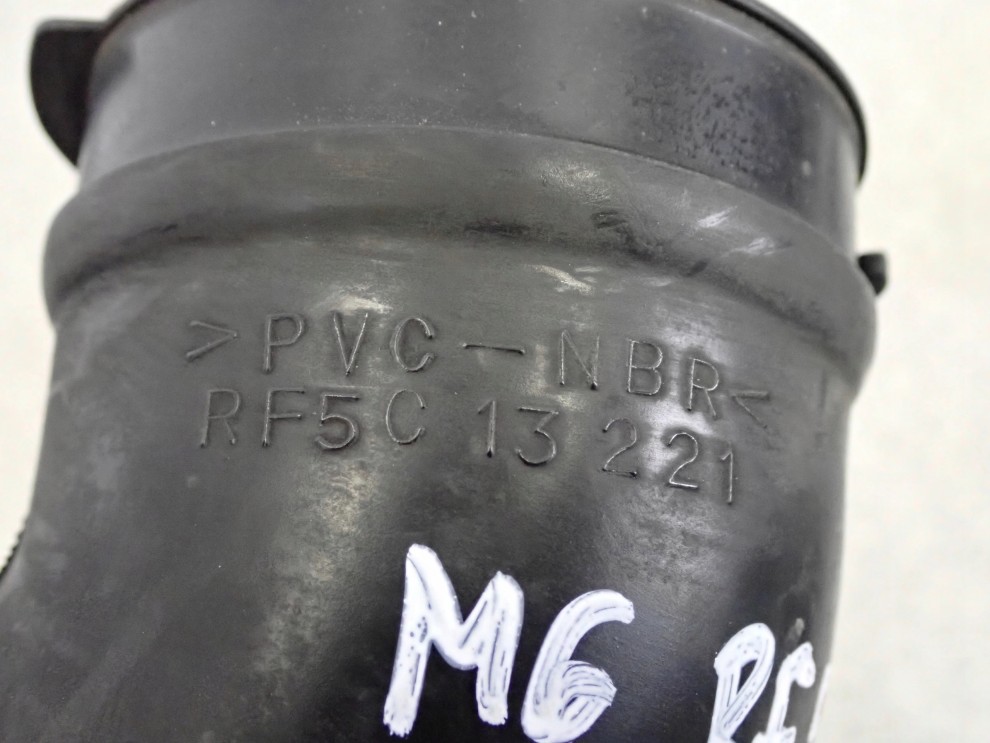 >PVC-NBR<
RF5C 13 221
M6